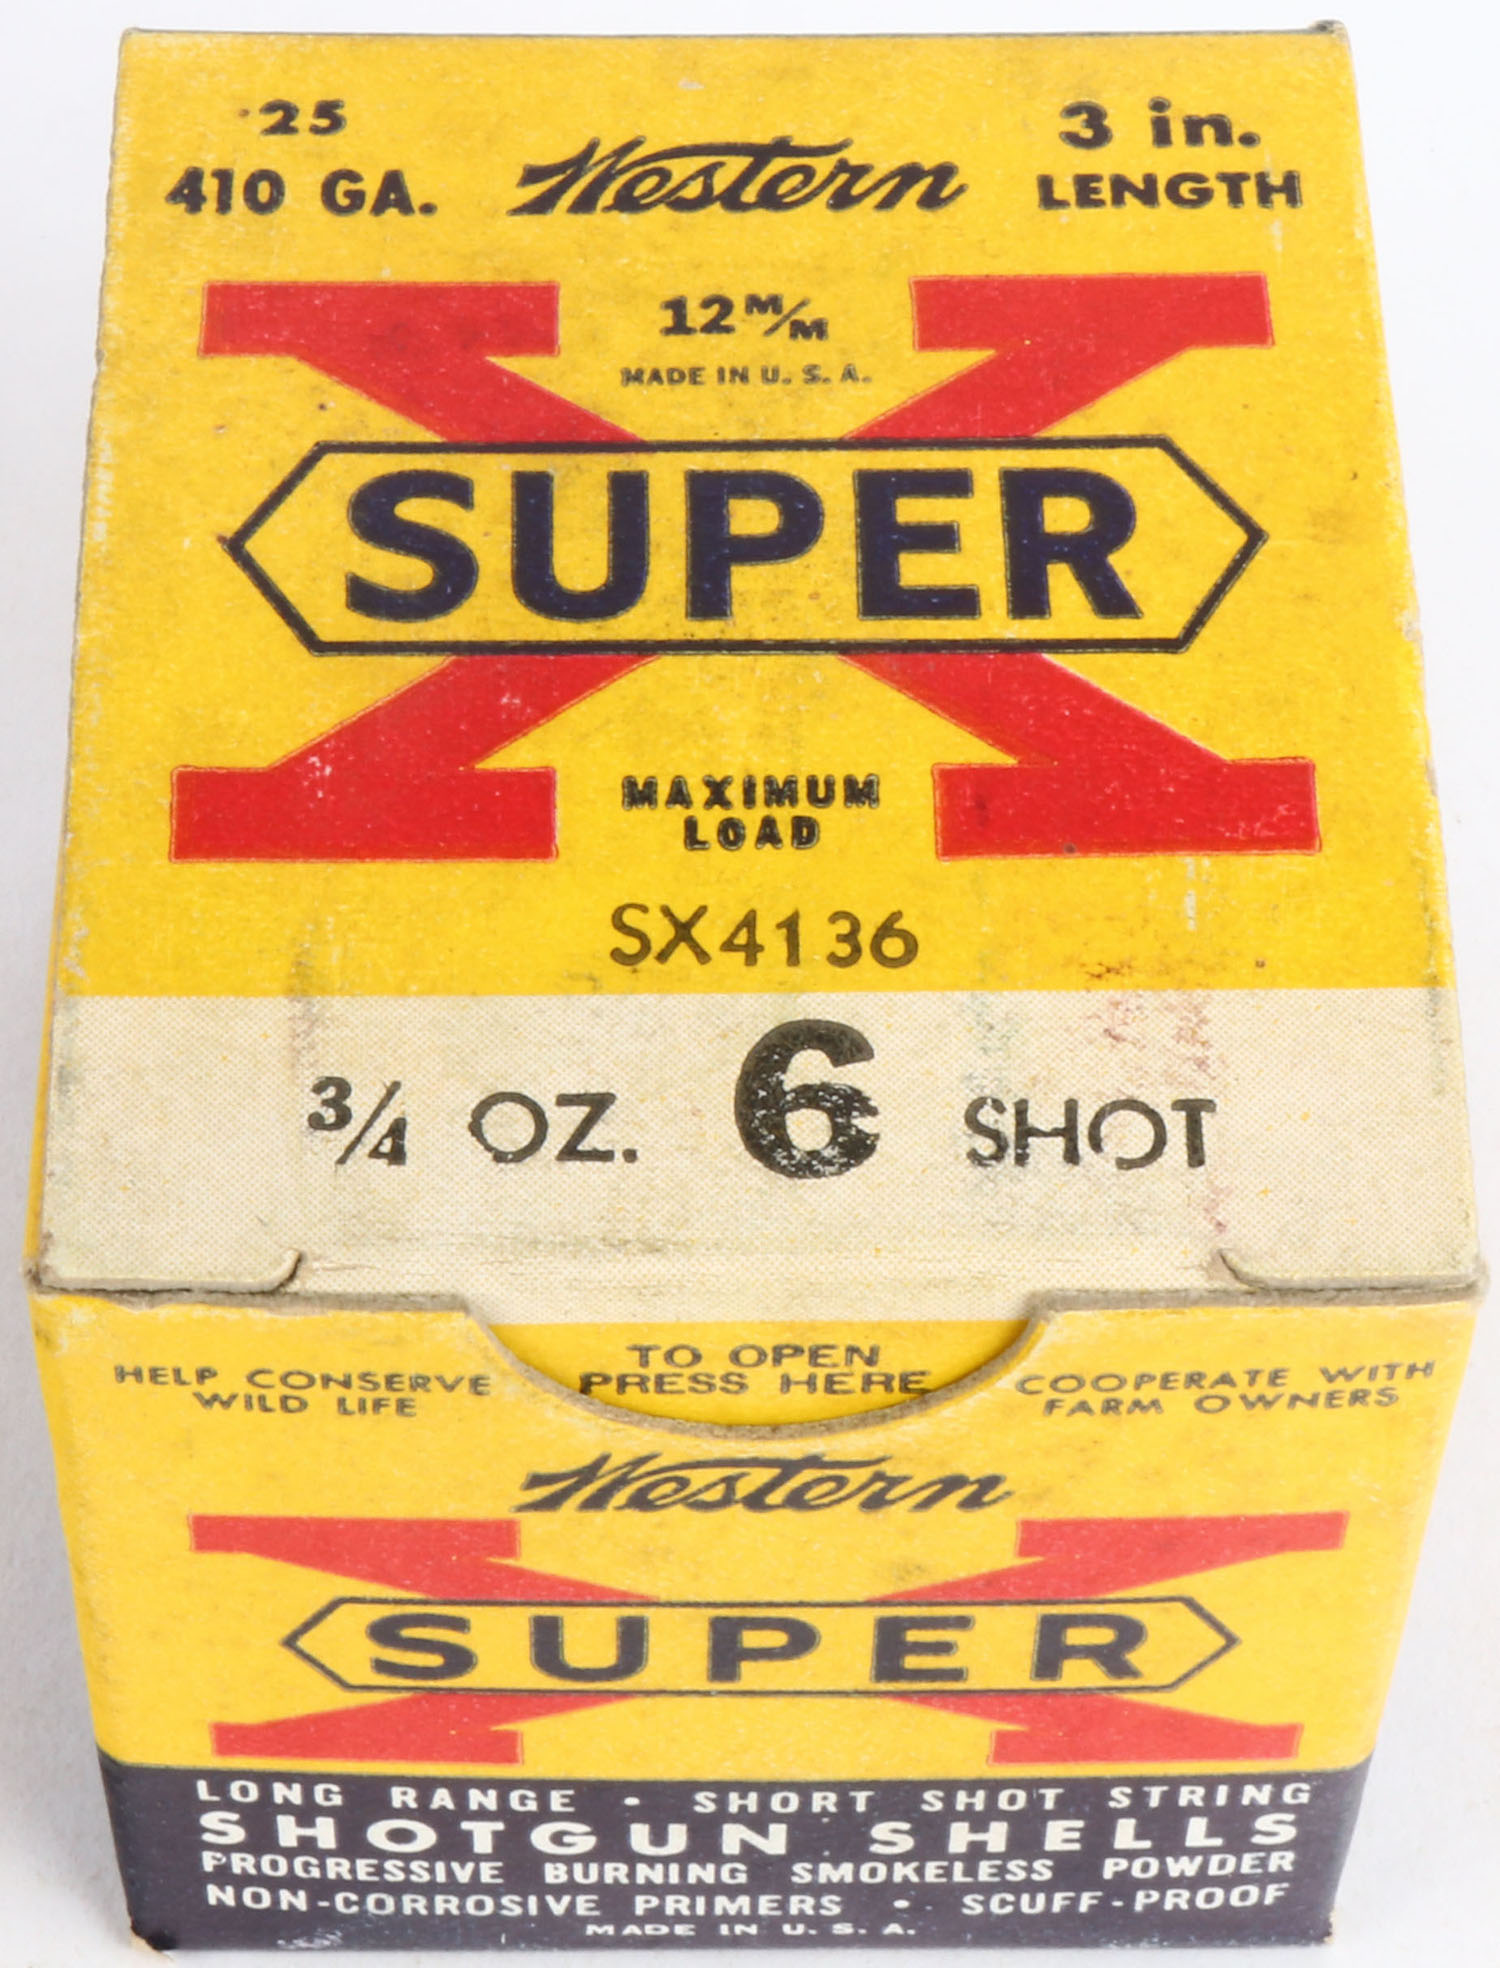 25
410 GA.
Western
3 in.
LENGTH
12 M/M
MADE IN U. S. A.
SUPER X
MAXIMUM
LOAD
SX4136
3/4 OZ. 6 SHOT
HELP CONSERVE
WILD LIFE
TO OPEN
PRESS HERE
COOPERATE WITH
FARM OWNERS
Western
SUPER X
LONG RANGE • SHORT SHOT STRING
SHOTGUN SHELLS
PROGRESSIVE BURNING SMOKELESS POWDER
NON-CORROSIVE PRIMERS • SCUFF-PROOF
MADE IN U. S. A.